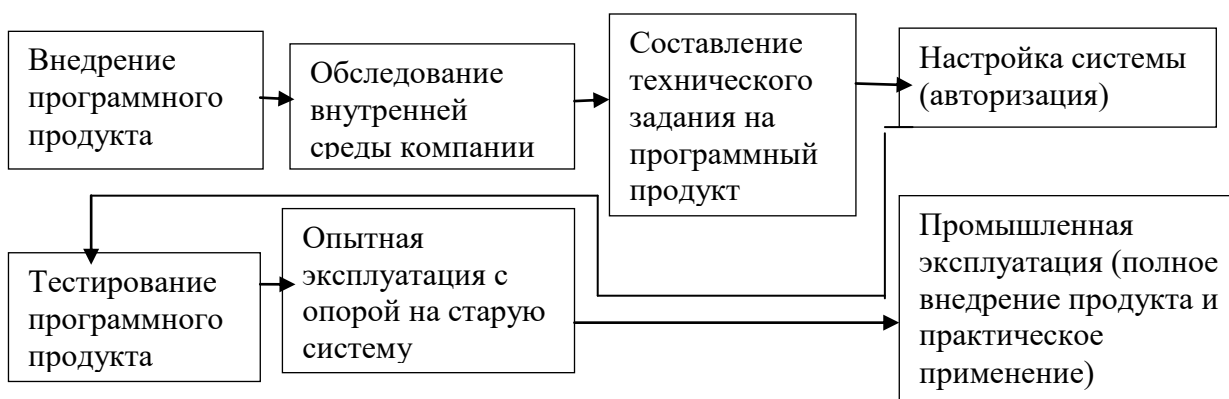 Внедрение
программного
продукта
Обследование
внутренней
среды компании
Составление
технического
задания на
программный
продукт
Настройка системы
(авторизация)
Тестирование
программного
продукта
Опытная
эксплуатация с
опорой на старую
систему
Промышленная
эксплуатация (полное
внедрение продукта и
практическое
применение)